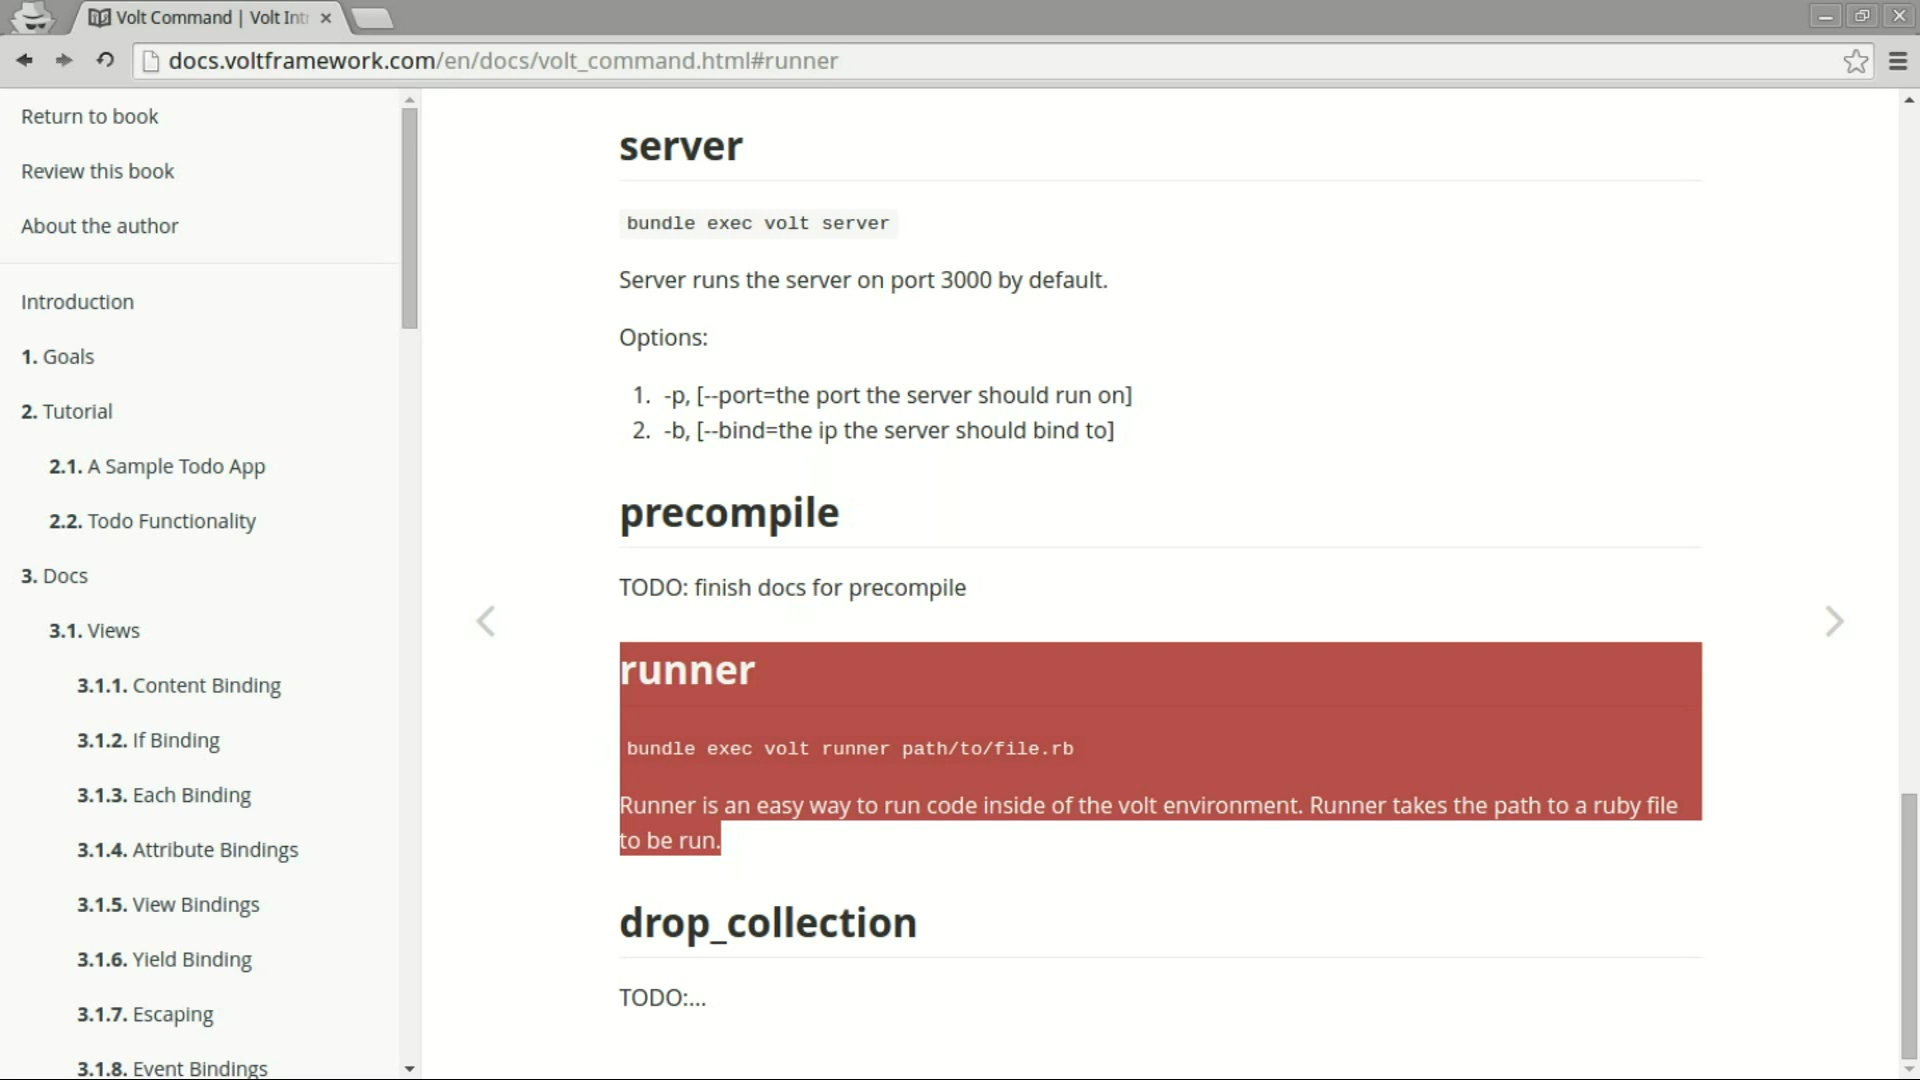 Volt Command | Volt Int
docs.voltframework.com/en/docs/volt_command.html#runner
Return to book
Review this book
About the author
Introduction
1. Goals
2. Tutorial
2.1. A Sample Todo App
2.2. Todo Functionality
3. Docs
3.1. Views
3.1.1. Content Binding
3.1.2. If Binding
3.1.3. Each Binding
3.1.4. Attribute Bindings
3.1.5. View Bindings
3.1.6. Yield Binding
3.1.7. Escaping
3.1.8. Event Bindings
server
bundle exec volt server
Server runs the server on port 3000 by default.
Options:
1. -p, [--port=the port the server should run on]
2. -b, [--bind=the ip the server should bind to]
precompile
TODO: finish docs for precompile
runner
bundle exec volt runner path/to/file.rb
Runner is an easy way to run code inside of the volt environment. Runner takes the path to a ruby file
to be run.
drop_collection
TODO:...